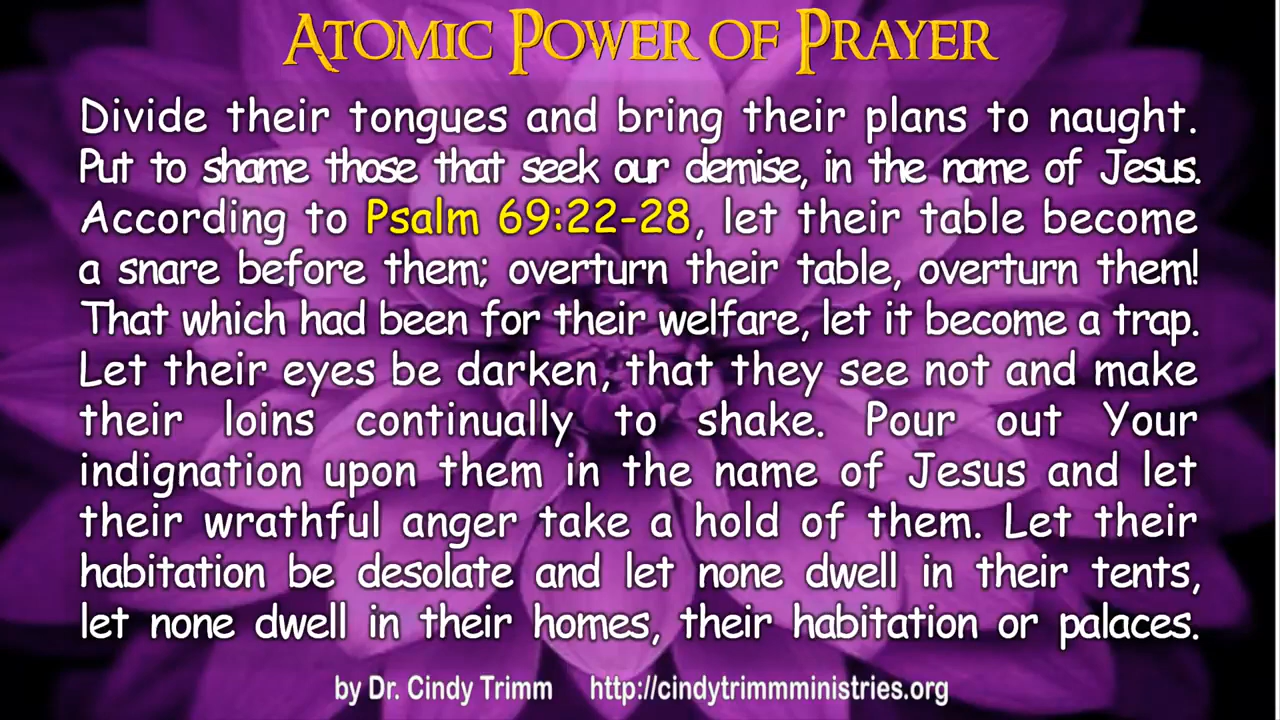 ATOMIC POWER OF PRAYER
Divide their tongues and bring their plans to naught.
Put to shame those that seek our demise, in the name of Jesus.
According to Psalm 69:22-28, let their table become
a snare before them; overturn their table, overturn them!
That which had been for their welfare, let it become a trap.
Let their eyes be darken, that they see not and make
their loins continually to shake. Pour out Your
indignation upon them in the name of Jesus and let
their wrathful anger take a hold of them. Let their
habitation be desolate and let none dwell in their tents,
let none dwell in their homes, their habitation or palaces.
by Dr. Cindy Trimm http://cindytrimmministries.org